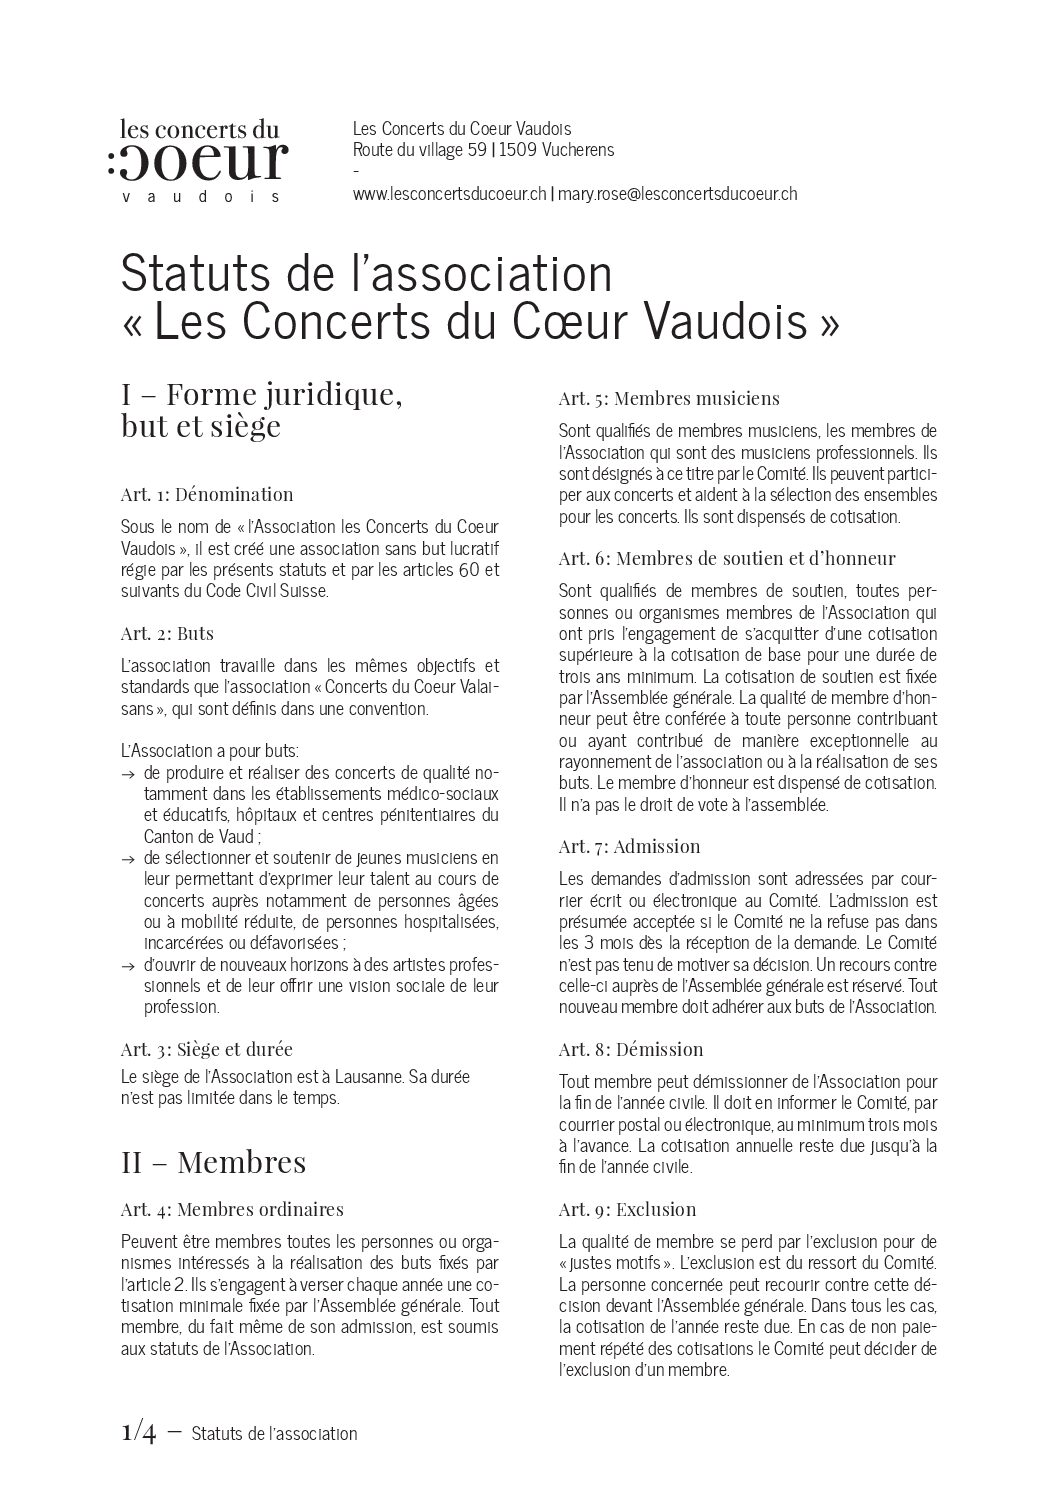 les concerts du
:coeur
vaudois
Les Concerts du Coeur Vaudois
Route du village 59 | 1509 Vucherens
-
www.lesconcertsducoeur.ch | mary.rose@lesconcertsducoeur.ch
Statuts de l’association
« Les Concerts du Cœur Vaudois »
I – Forme juridique,
but et siège
Art. 1 : Dénomination
Sous le nom de « l’Association les Concerts du Coeur
Vaudois », il est créé une association sans but lucratif
régie par les présents statuts et par les articles 60 et
suivants du Code Civil Suisse.
Art. 2 : Buts
L’association travaille dans les mêmes objectifs et
standards que l’association « Concerts du Coeur Valai-
sans », qui sont définis dans une convention.
L’Association a pour buts:
→ de produire et réaliser des concerts de qualité no-
tamment dans les établissements médico-sociaux
et éducatifs, hôpitaux et centres pénitentiaires du
Canton de Vaud ;
→ de sélectionner et soutenir de jeunes musiciens en
leur permettant d’exprimer leur talent au cours de
concerts auprès notamment de personnes âgées
ou à mobilité réduite, de personnes hospitalisées,
incarcérées ou défavorisées ;
→ d’ouvrir de nouveaux horizons à des artistes profes-
sionnels et de leur offrir une vision sociale de leur
profession.
Art. 3 : Siège et durée
Le siège de l’Association est à Lausanne. Sa durée
n’est pas limitée dans le temps.
II – Membres
Art. 4 : Membres ordinaires
Peuvent être membres toutes les personnes ou orga-
nismes intéressés à la réalisation des buts fixés par
l’article 2. Ils s’engagent à verser chaque année une co-
tisation minimale fixée par l’Assemblée générale. Tout
membre, du fait même de son admission, est soumis
aux statuts de l’Association.
Art. 5 : Membres musiciens
Sont qualifiés de membres musiciens, les membres de
l’Association qui sont des musiciens professionnels. Ils
sont désignés à ce titre par le Comité. Ils peuvent partici-
per aux concerts et aident à la sélection des ensembles
pour les concerts. Ils sont dispensés de cotisation.
Art. 6 : Membres de soutien et d’honneur
Sont qualifiés de membres de soutien, toutes per-
sonnes ou organismes membres de l’Association qui
ont pris l’engagement de s’acquitter d’une cotisation
supérieure à la cotisation de base pour une durée de
trois ans minimum. La cotisation de soutien est fixée
par l’Assemblée générale. La qualité de membre d’hon-
neur peut être conférée à toute personne contribuant
ou ayant contribué de manière exceptionnelle au
rayonnement de l’association ou à la réalisation de ses
buts. Le membre d’honneur est dispensé de cotisation.
Il n’a pas le droit de vote à l’assemblée.
Art. 7 : Admission
Les demandes d’admission sont adressées par cour-
rier écrit ou électronique au Comité. L’admission est
présumée acceptée si le Comité ne la refuse pas dans
les 3 mois dès la réception de la demande. Le Comité
n’est pas tenu de motiver sa décision. Un recours contre
celle-ci auprès de l’Assemblée générale est réservé. Tout
nouveau membre doit adhérer aux buts de l’Association.
Art. 8 : Démission
Tout membre peut démissionner de l’Association pour
la fin de l’année civile. Il doit en informer le Comité, par
courrier postal ou électronique, au minimum trois mois
à l’avance. La cotisation annuelle reste due jusqu’à la
fin de l’année civile.
Art. 9 : Exclusion
La qualité de membre se perd par l’exclusion pour de
« justes motifs ». L’exclusion est du ressort du Comité.
La personne concernée peut recourir contre cette dé-
cision devant l’Assemblée générale. Dans tous les cas,
la cotisation de l’année reste due. En cas de non paie-
ment répété des cotisations le Comité peut décider de
l’exclusion d’un membre.
1/4 – Statuts de l’association